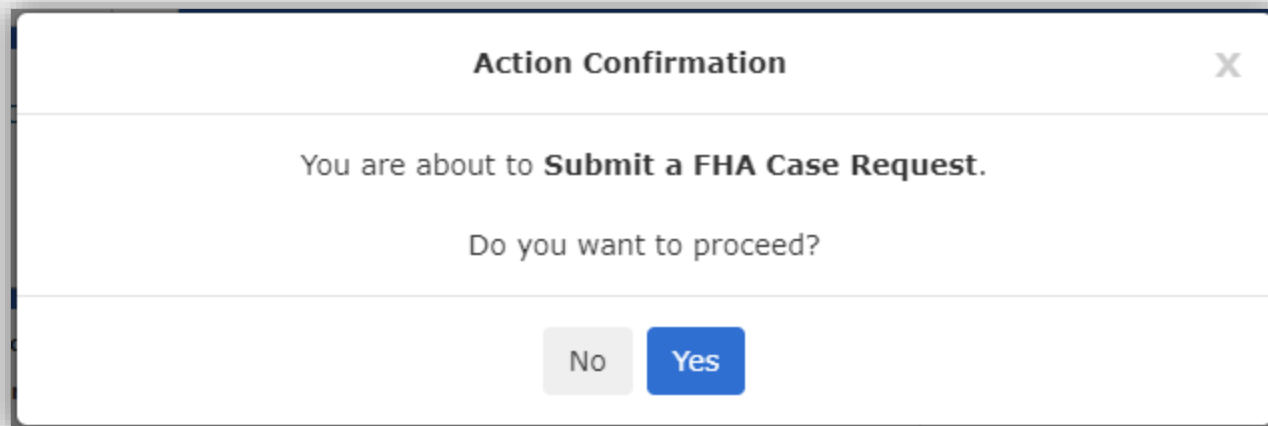 Action Confirmation
X
You are about to Submit a FHA Case Request.
Do you want to proceed?
No
Yes